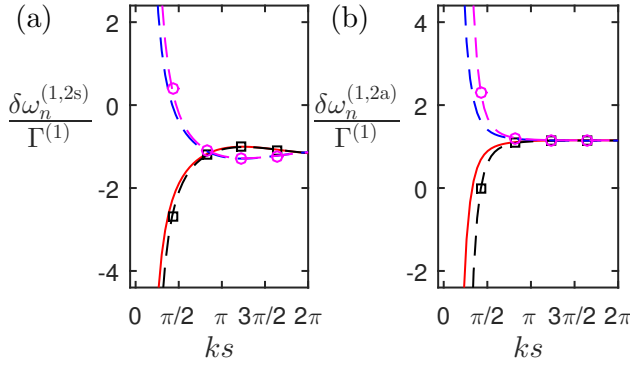 (a)
2
0
-2
-4
δω_n^{(1,2s)}
Γ^{(1)}
0 π/2 π 3π/2 2π
ks
(b)
4
2
0
-2
δω_n^{(1,2a)}
Γ^{(1)}
0 π/2 π 3π/2 2π
ks